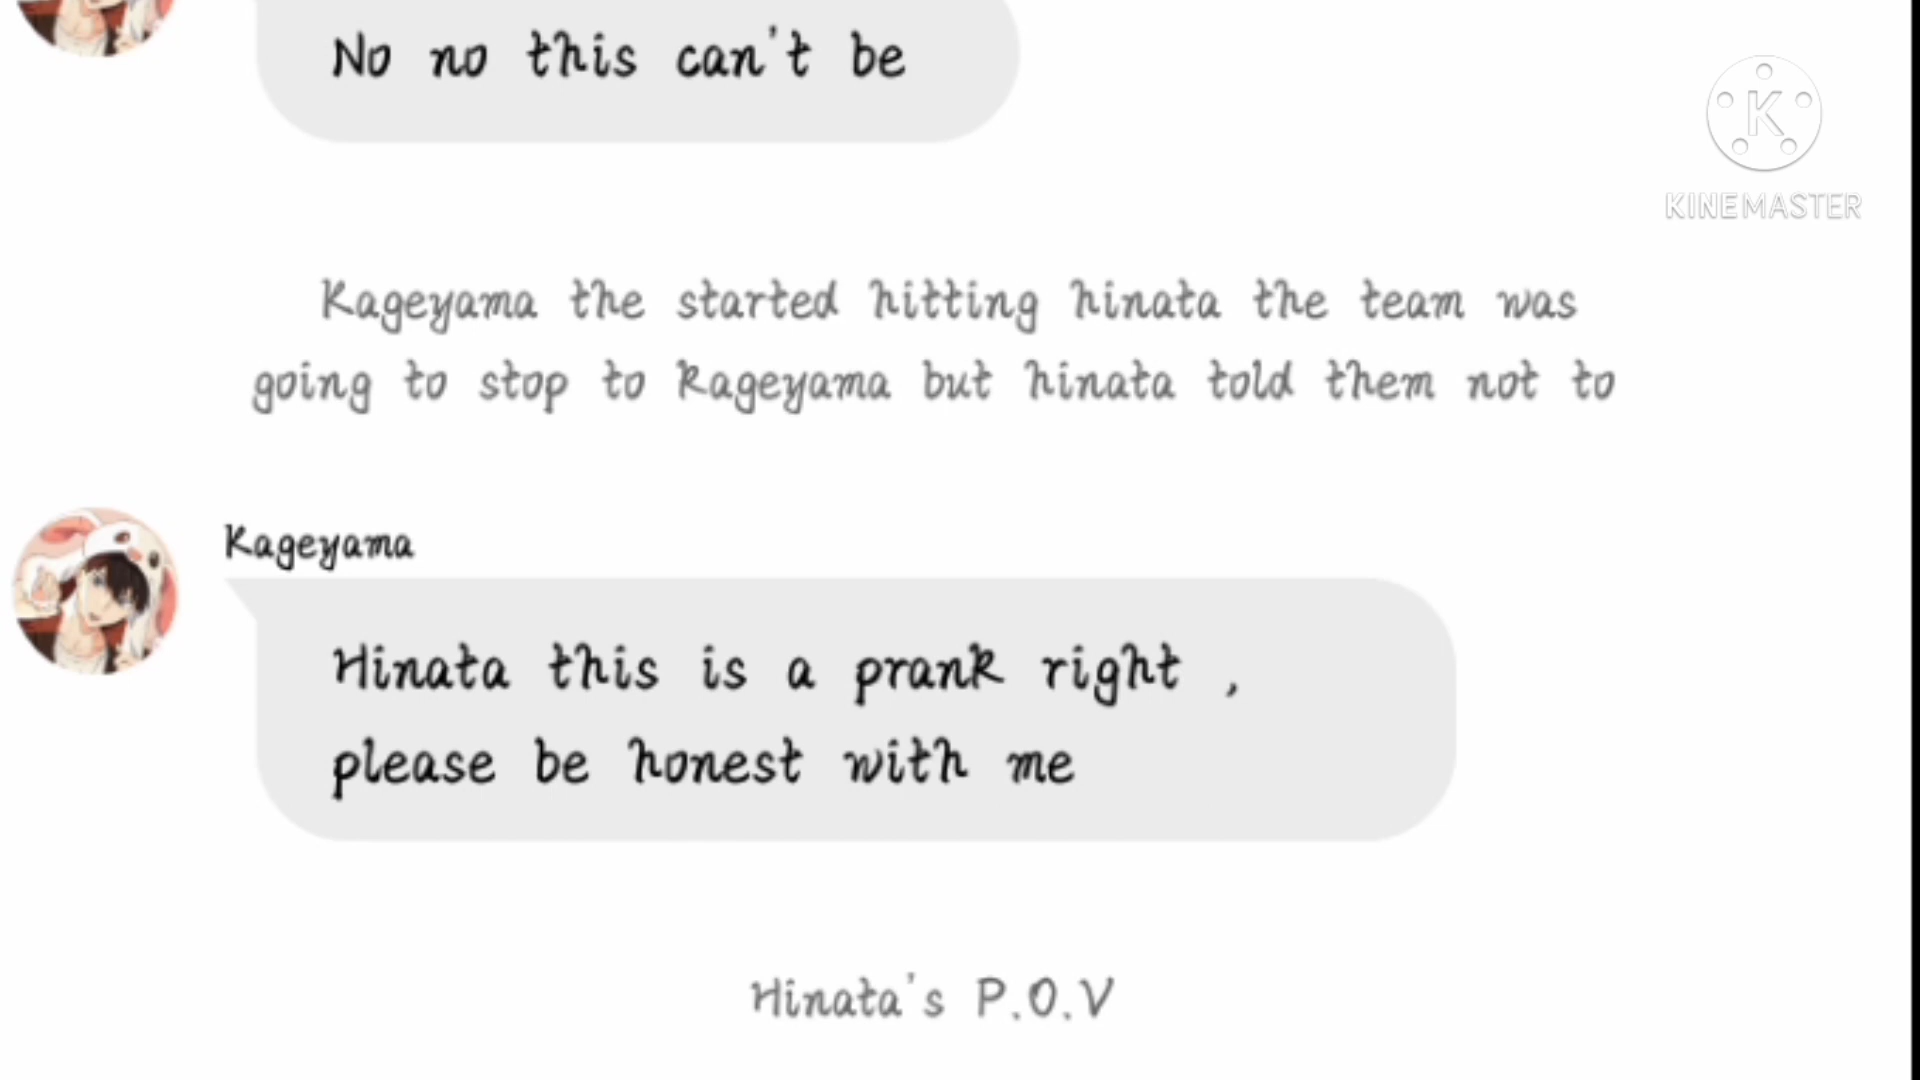 No no this can't be
KINEMASTER
Kageyama the started hitting hinata the team was
going to stop to Kageyama but hinata told them not to
Kageyama
Hinata this is a prank right ,
please be honest with me
Hinata's P.O.V